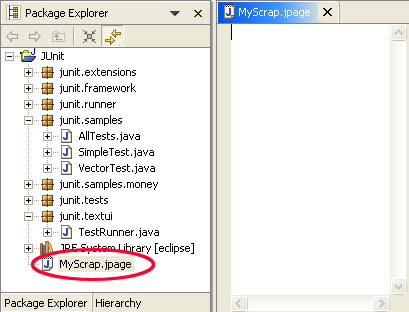 Package Explorer
JUnit
junit.extensions
junit.framework
junit.runner
junit.samples
AllTests.java
SimpleTest.java
VectorTest.java
junit.samples.money
junit.tests
junit.textui
TestRunner.java
JRE System Library [eclipse]
MyScrap.jpage
Package Explorer Hierarchy
MyScrap.jpage